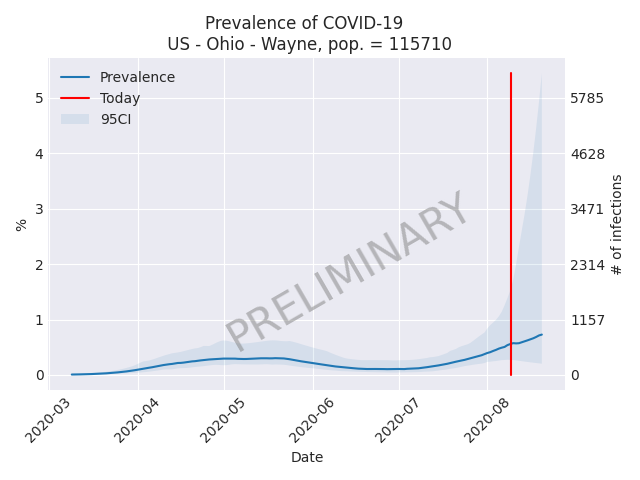 Prevalence of COVID-19
US - Ohio - Wayne, pop. = 115710
Prevalence
Today
95CI
5
4
3
2
1
0
%
5785
4628
3471
2314
1157
0
# of infections
PRELIMINARY
2020-03
2020-04
2020-05
2020-06
2020-07
2020-08
Date